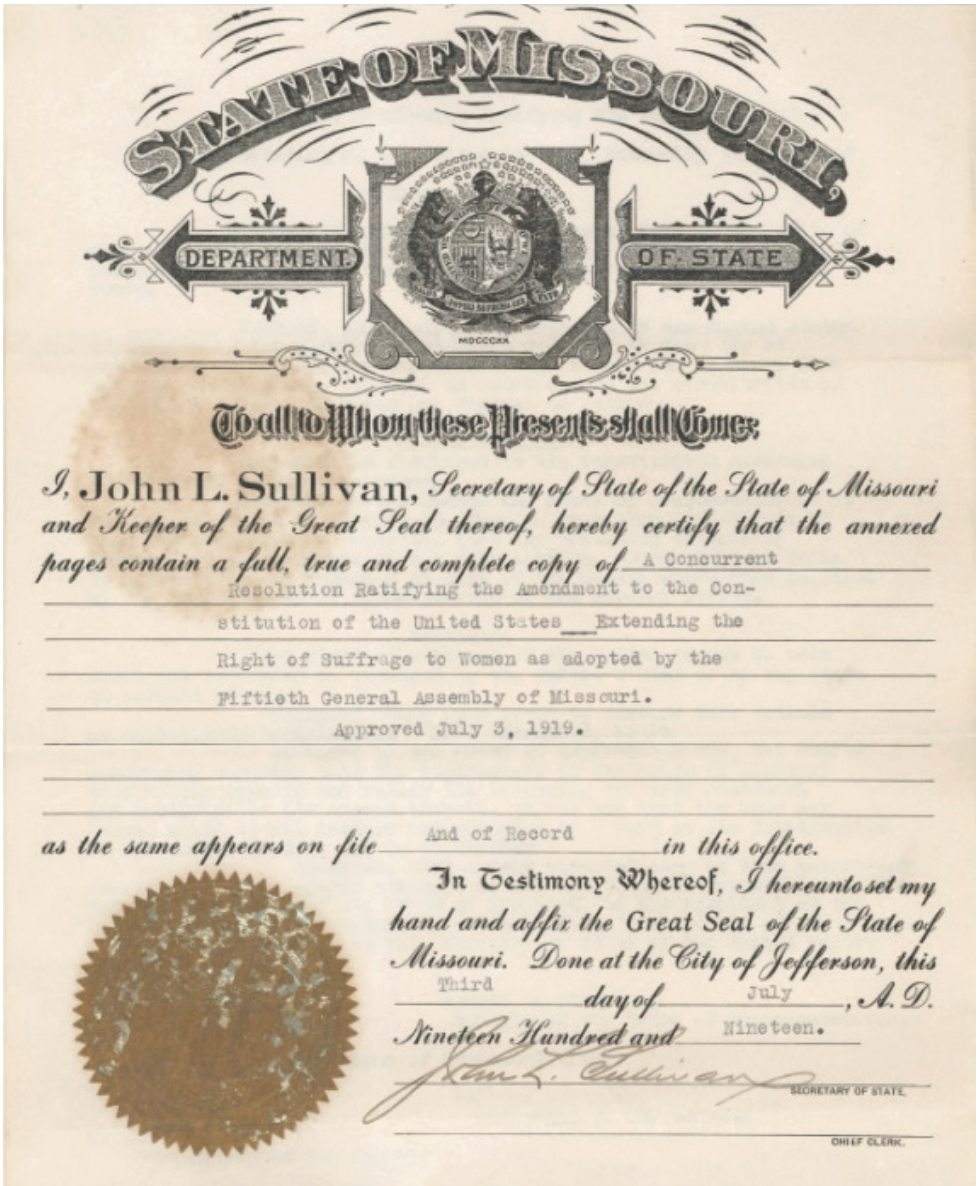 STATE OF MISSOURI,
DEPARTMENT. OF STATE
MDCCCXX
To all to Whom these Presents shall Come:
I, John L. Sullivan, Secretary of State of the State of Missouri
and Keeper of the Great Seal thereof, hereby certify that the annexed
pages contain a full, true and complete copy of A Concurrent
Resolution Ratifying the Amendment to the Con-
stitution of the United States__Extending the
Right of Suffrage to Women as adopted by the
Fiftieth General Assembly of Missouri.
Approved July 3, 1919.
as the same appears on file And of Record in this office.
In Testimony Whereof, I hereunto set my
hand and affix the Great Seal of the State of
Missouri. Done at the City of Jefferson, this
Third day of July, A. D.
Nineteen Hundred and Nineteen.
John L. Sullivan
SECRETARY OF STATE,
CHIEF CLERK.